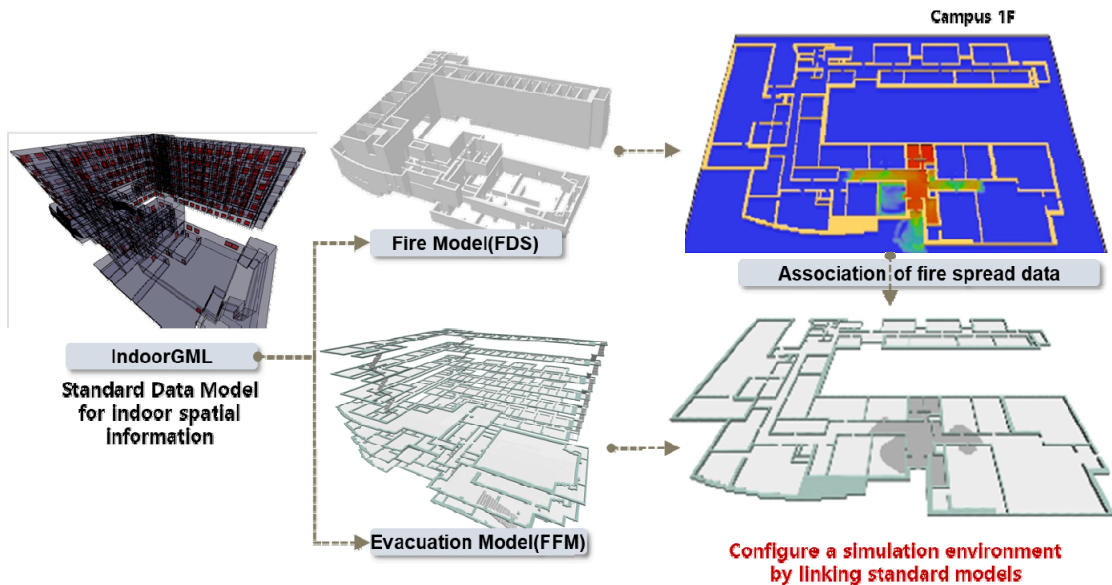 Campus 1F
Fire Model(FDS)
Association of fire spread data
IndoorGML
Standard Data Model
for indoor spatial
information
Evacuation Model(FFM)
Configure a simulation environment
by linking standard models